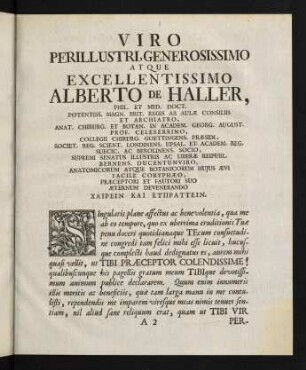 VIRO
PERILLUSTRI, GENEROSISSIMO
ATQUE
EXCELLENTISSIMO
ALBERTO DE HALLER,
PHIL. ET MED. DOCT.
POTENTISS. MAGN. BRIT. REGIS AB AULÆ CONSILIIS
ET ARCHIATRO,
ANAT. CHIRURG. ET BOTAN. IN ACADEM. GEORG. AUGUST.
PROF. CELEBERRIMO,
COLLEGII CHIRURG. GOETTINGENS. PRÆSIDI,
SOCIET. REG. SCIENT. LONDINENS. UPSAL. ET ACADEM. REG.
SUECIC. AC BEROLINENS. SOCIO,
SUPREMI SENATUS ILLUSTRIS AC LIBERÆ REIPUBL.
BERNENS. DUCENTUMVIRO,
ANATOMICORUM ATQUE BOTANICORUM HUJUS ÆVI
FACILE CORYPHÆO,
PRÆCEPTORI ET FAUTORI SUO
ÆTERNUM DEVENERANDO
ΧΑΙΡΕΙΝ ΚΑΙ ΕΥΠΡΑΤΤΕΙΝ.
SIngularis plane affectus ac benevolentia, qua me
ab eo tempore, quo ex uberrima eruditionis Tuæ
penu doceri quotidianaque TEcum consuetudi-
ne congredi tam felici mihi esse licuit, hucus-
que complecti haud dedignatus es, autem mihi
quasi vellit, ut TIBI PRÆCEPTOR COLENDISSIME!
qualibuscunque his pagellis gratum meum TIBIque devotissi-
mum animum publice declararem. Quum enim innumeris
illis meritis ac beneficiis, quæ tam larga manu in me contu-
listi, rependendis me imparem viresque meas nimis tenues sen-
tiam, nil aliud sane reliquum erat, quam ut TIBI VIR
A 2 PER-